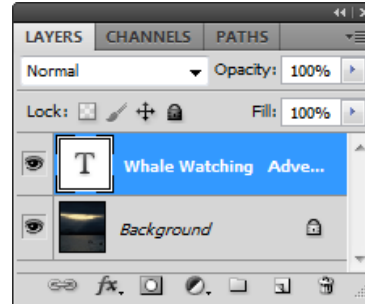 LAYERS CHANNELS PATHS
Normal Opacity: 100%
Lock: Fill: 100%
T Whale Watching Adve...
Background
fx.